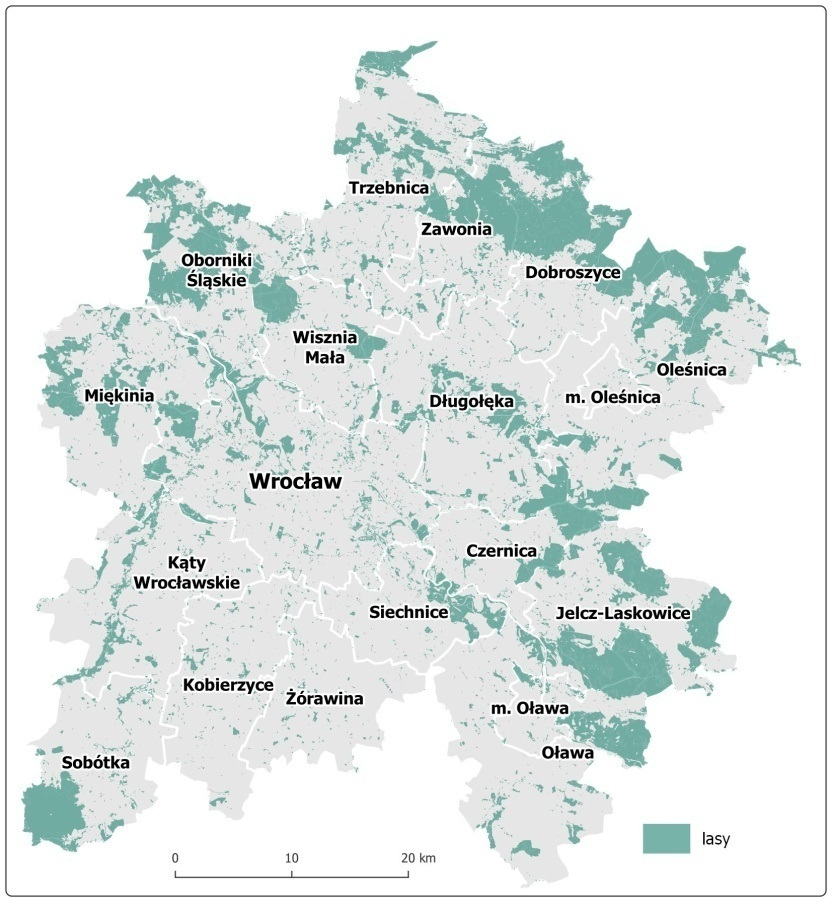 Trzebnica
Zawonia
Oborniki
Śląskie
Dobroszyce
Wisznia
Mała
Oleśnica
Miękinia
Długołęka
m. Oleśnica
Wrocław
Czernica
Kąty
Wrocławskie
Siechnice
Jelcz-Laskowice
Kobierzyce
Żórawina
m. Oława
Oława
Sobótka
lasy
0 10 20 km